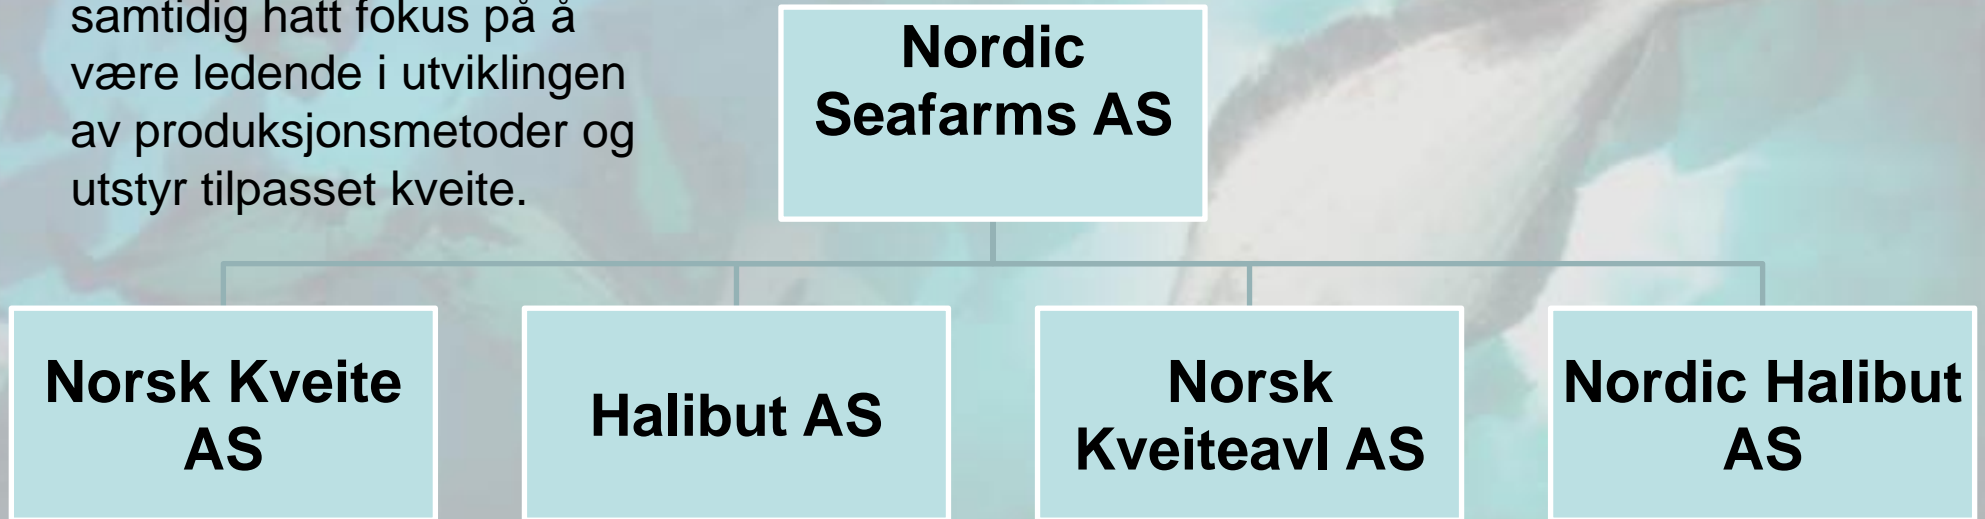 samtidig hatt fokus på å
være ledende i utviklingen
av produksjonsmetoder og
utstyr tilpasset kveite.
Nordic
Seafarms AS
Norsk Kveite
AS
Halibut AS
Norsk
Kveiteavl AS
Nordic Halibut
AS